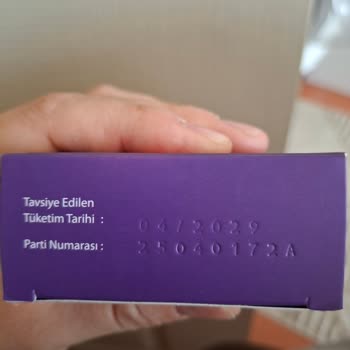 Tavsiye Edilen
Tüketim Tarihi : 04/2029
Parti Numarası : 25040172A